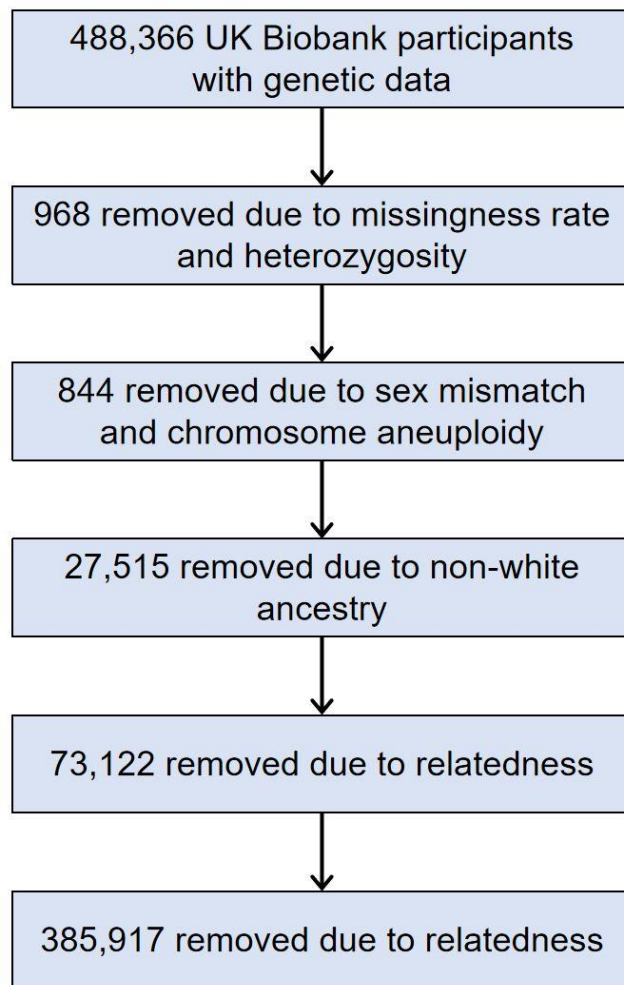 488,366 UK Biobank participants
with genetic data
968 removed due to missingness rate
and heterozygosity
844 removed due to sex mismatch
and chromosome aneuploidy
27,515 removed due to non-white
ancestry
73,122 removed due to relatedness
385,917 removed due to relatedness